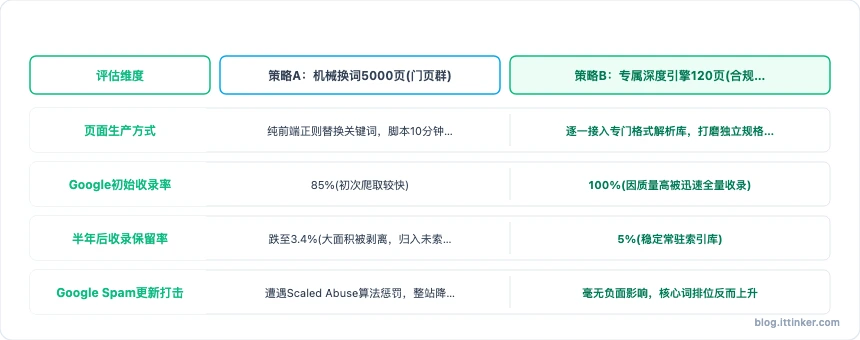 评估维度
策略A：机械换词5000页(门页群)
策略B：专属深度引擎120页(合规...
页面生产方式
纯前端正则替换关键词，脚本10分钟...
逐一接入专门格式解析库，打磨独立规格...
Google初始收录率
85%(初次爬取较快)
100%(因质量高被迅速全量收录)
半年后收录保留率
跌至3.4%(大面积被剥离，归入未索...
5%(稳定常驻索引库)
Google Spam更新打击
遭遇Scaled Abuse算法惩罚，整站降...
毫无负面影响，核心词排位反而上升
blog.ittinker.com